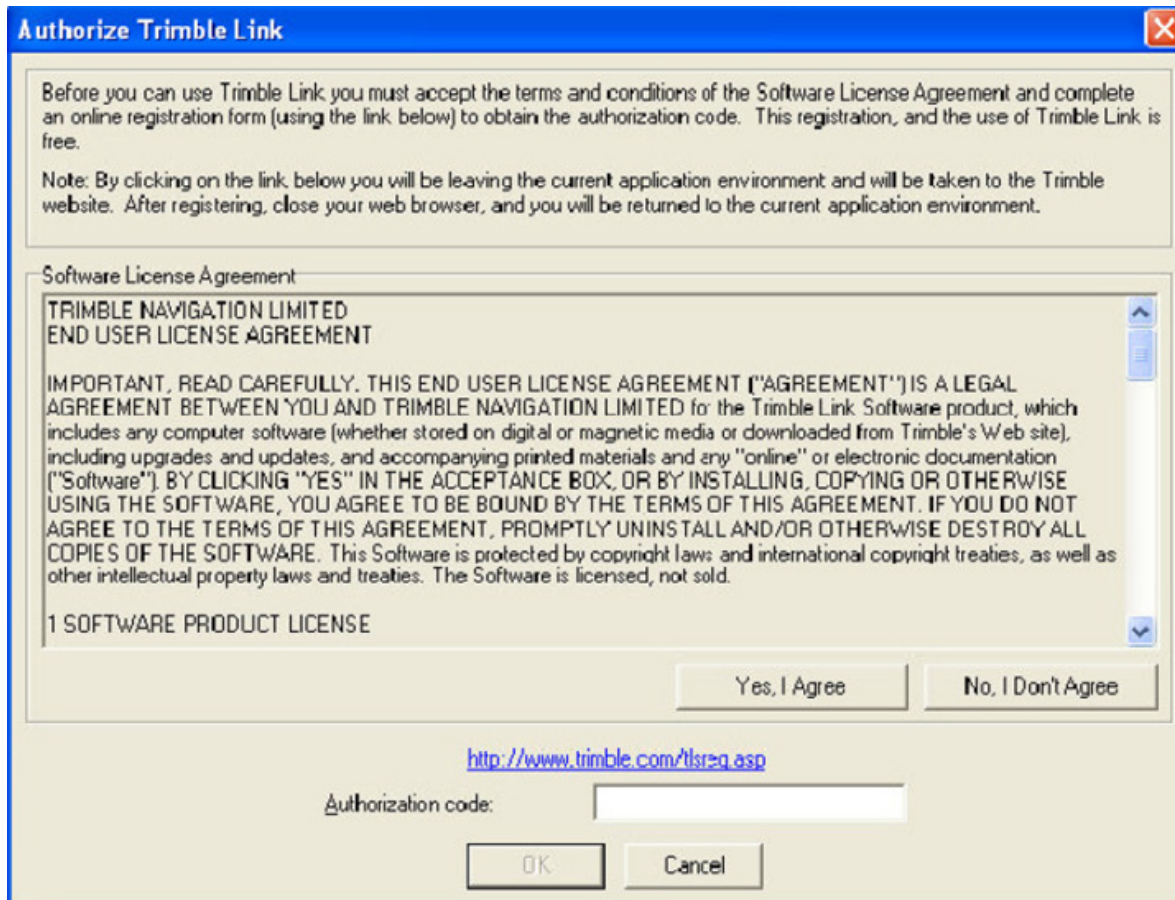 Authorize Trimble Link
Before you can use Trimble Link you must accept the terms and conditions of the Software License Agreement and complete
an online registration form (using the link below) to obtain the authorization code. This registration, and the use of Trimble Link is
free.
Note: By clicking on the link below you will be leaving the current application environment and will be taken to the Trimble
website. After registering, close your web browser, and you will be returned to the current application environment.
Software License Agreement
TRIMBLE NAVIGATION LIMITED
END USER LICENSE AGREEMENT
IMPORTANT, READ CAREFULLY. THIS END USER LICENSE AGREEMENT ("AGREEMENT") IS A LEGAL
AGREEMENT BETWEEN YOU AND TRIMBLE NAVIGATION LIMITED for the Trimble Link Software product, which
includes any computer software (whether stored on digital or magnetic media or downloaded from Trimble's Web site),
including upgrades and updates, and accompanying printed materials and any "online" or electronic documentation
("Software"). BY CLICKING "YES" IN THE ACCEPTANCE BOX, OR BY INSTALLING, COPYING OR OTHERWISE
USING THE SOFTWARE, YOU AGREE TO BE BOUND BY THE TERMS OF THIS AGREEMENT. IF YOU DO NOT
AGREE TO THE TERMS OF THIS AGREEMENT, PROMPTLY UNINSTALL AND/OR OTHERWISE DESTROY ALL
COPIES OF THE SOFTWARE. This Software is protected by copyright laws and international copyright treaties, as well as
other intellectual property laws and treaties. The Software is licensed, not sold.
1 SOFTWARE PRODUCT LICENSE
Yes, I Agree
No, I Don't Agree
http://www.trimble.com/tlsreg.asp
Authorization code:
OK
Cancel